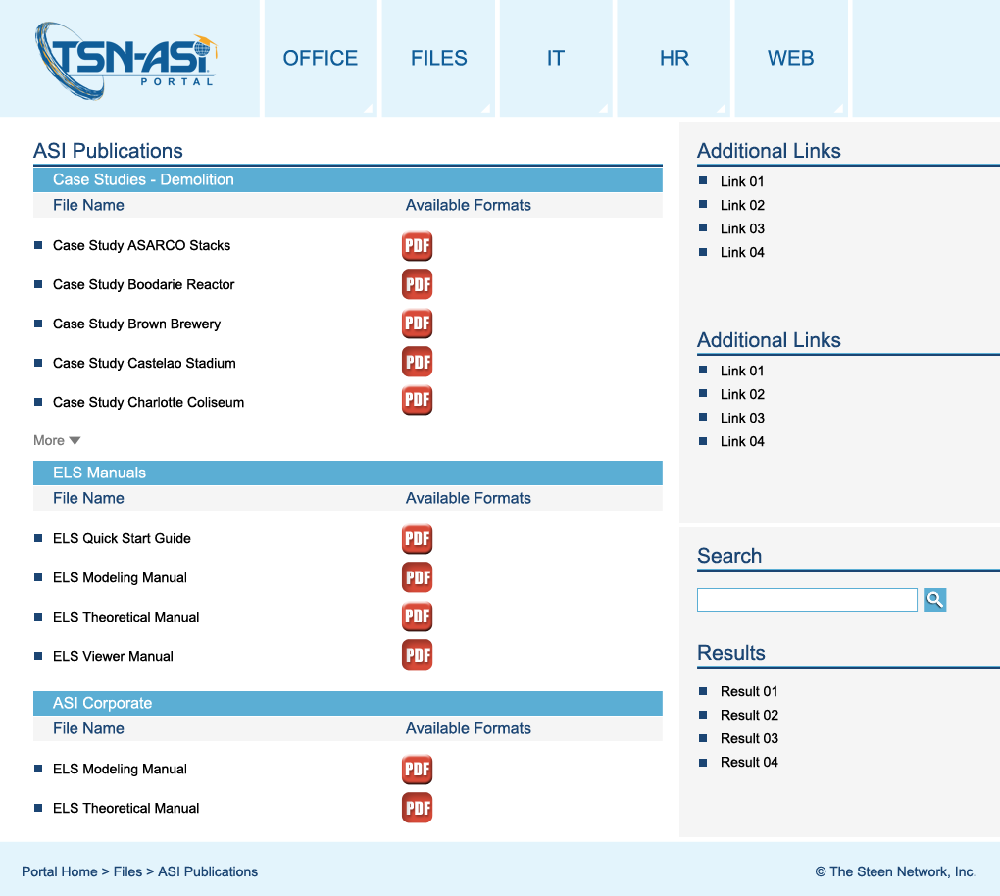 TSN-ASi
PORTAL
OFFICE
FILES
IT
HR
WEB
ASI Publications
Case Studies - Demolition
File Name Available Formats
Case Study ASARCO Stacks PDF
Case Study Boodarie Reactor PDF
Case Study Brown Brewery PDF
Case Study Castelao Stadium PDF
Case Study Charlotte Coliseum PDF
More
ELS Manuals
File Name Available Formats
ELS Quick Start Guide PDF
ELS Modeling Manual PDF
ELS Theoretical Manual PDF
ELS Viewer Manual PDF
ASI Corporate
File Name Available Formats
ELS Modeling Manual PDF
ELS Theoretical Manual PDF
Additional Links
Link 01
Link 02
Link 03
Link 04
Additional Links
Link 01
Link 02
Link 03
Link 04
Search
Results
Result 01
Result 02
Result 03
Result 04
Portal Home > Files > ASI Publications
© The Steen Network, Inc.